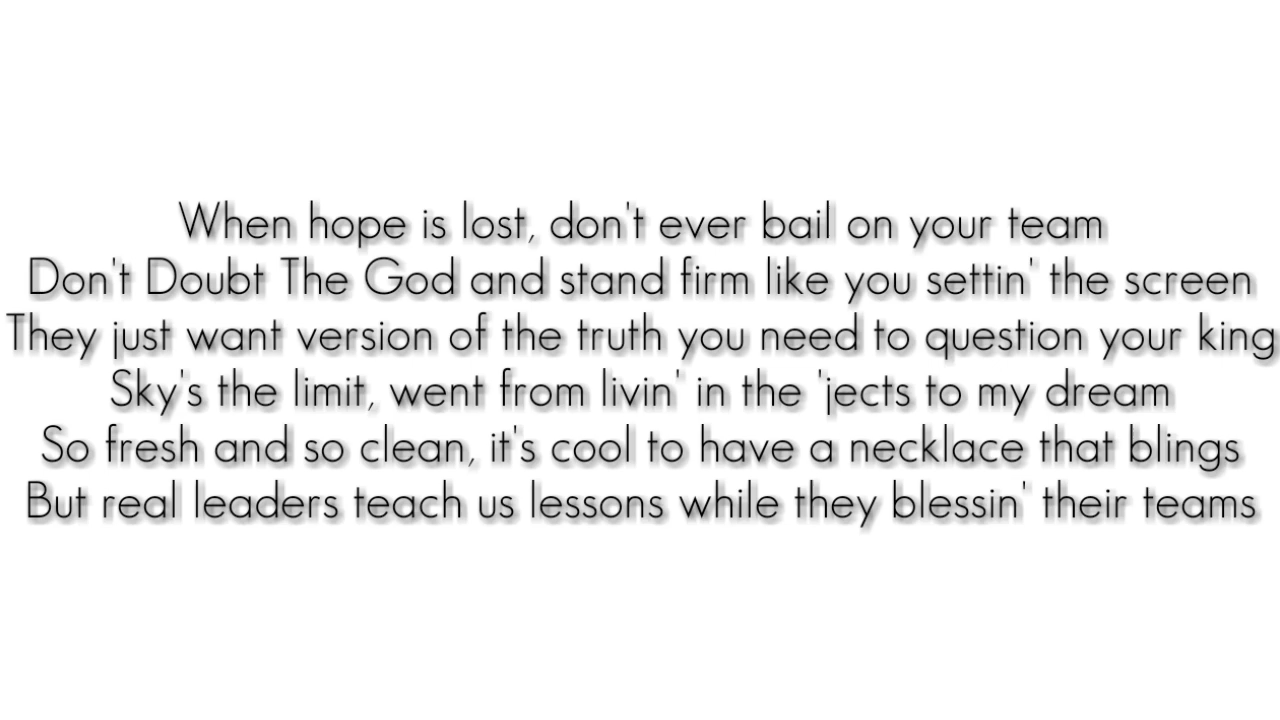 When hope is lost, don't ever bail on your team
Don't Doubt The God and stand firm like you settin' the screen
They just want version of the truth you need to question your king
Sky's the limit, went from livin' in the 'jects to my dream
So fresh and so clean, it's cool to have a necklace that blings
But real leaders teach us lessons while they blessin' their teams